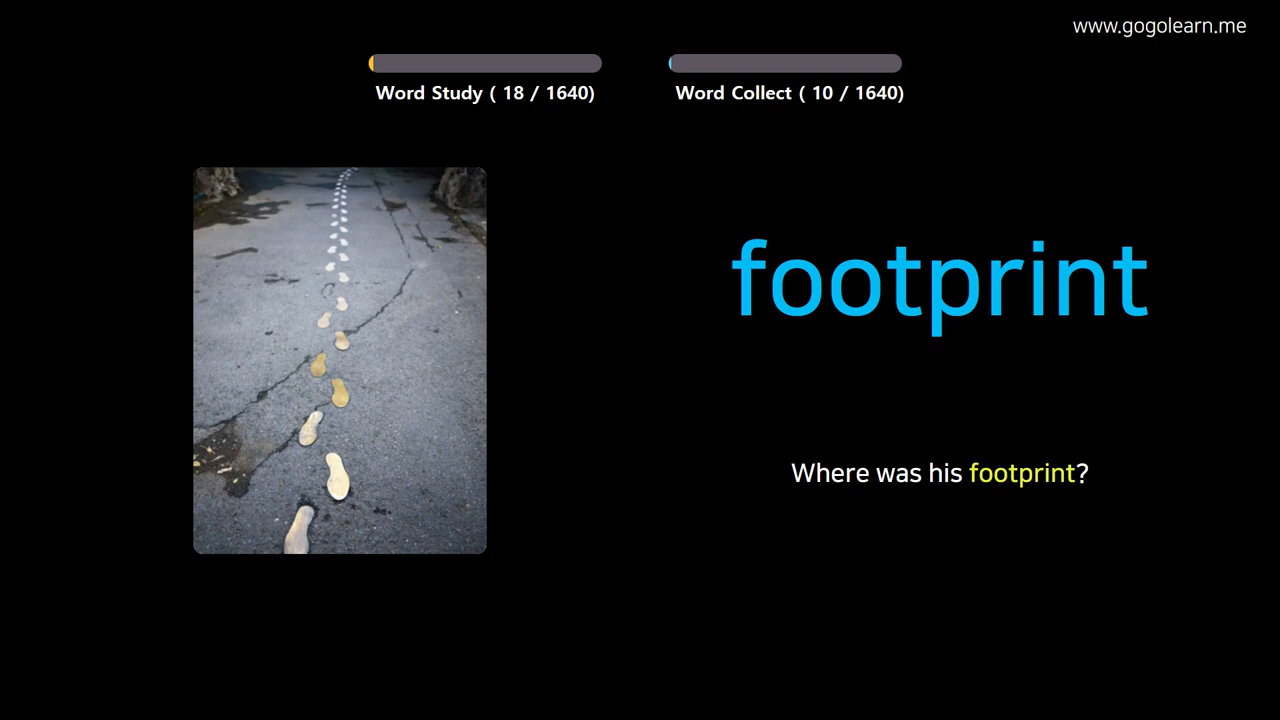 www.gogolearn.me
Word Study ( 18 / 1640)
Word Collect ( 10 / 1640)
footprint
Where was his footprint?